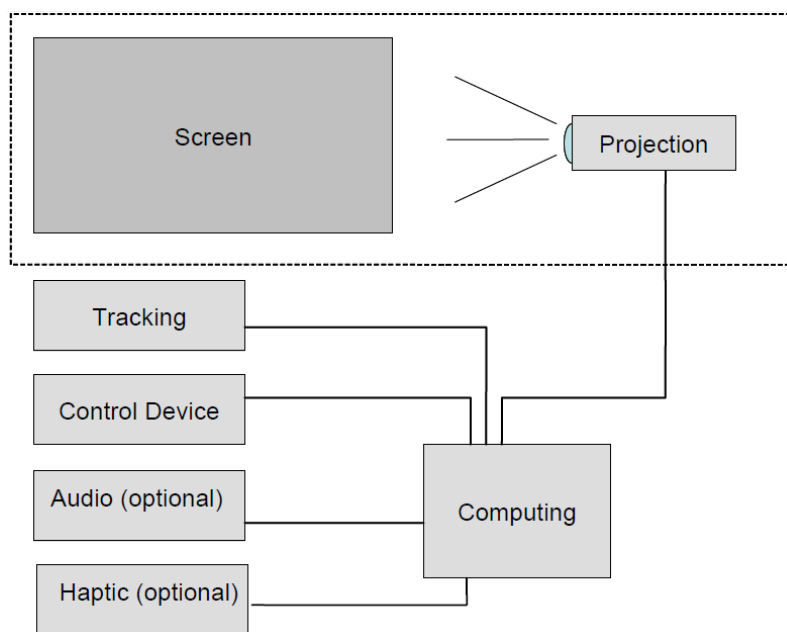 Screen
Projection
Tracking
Control Device
Audio (optional)
Computing
Haptic (optional)